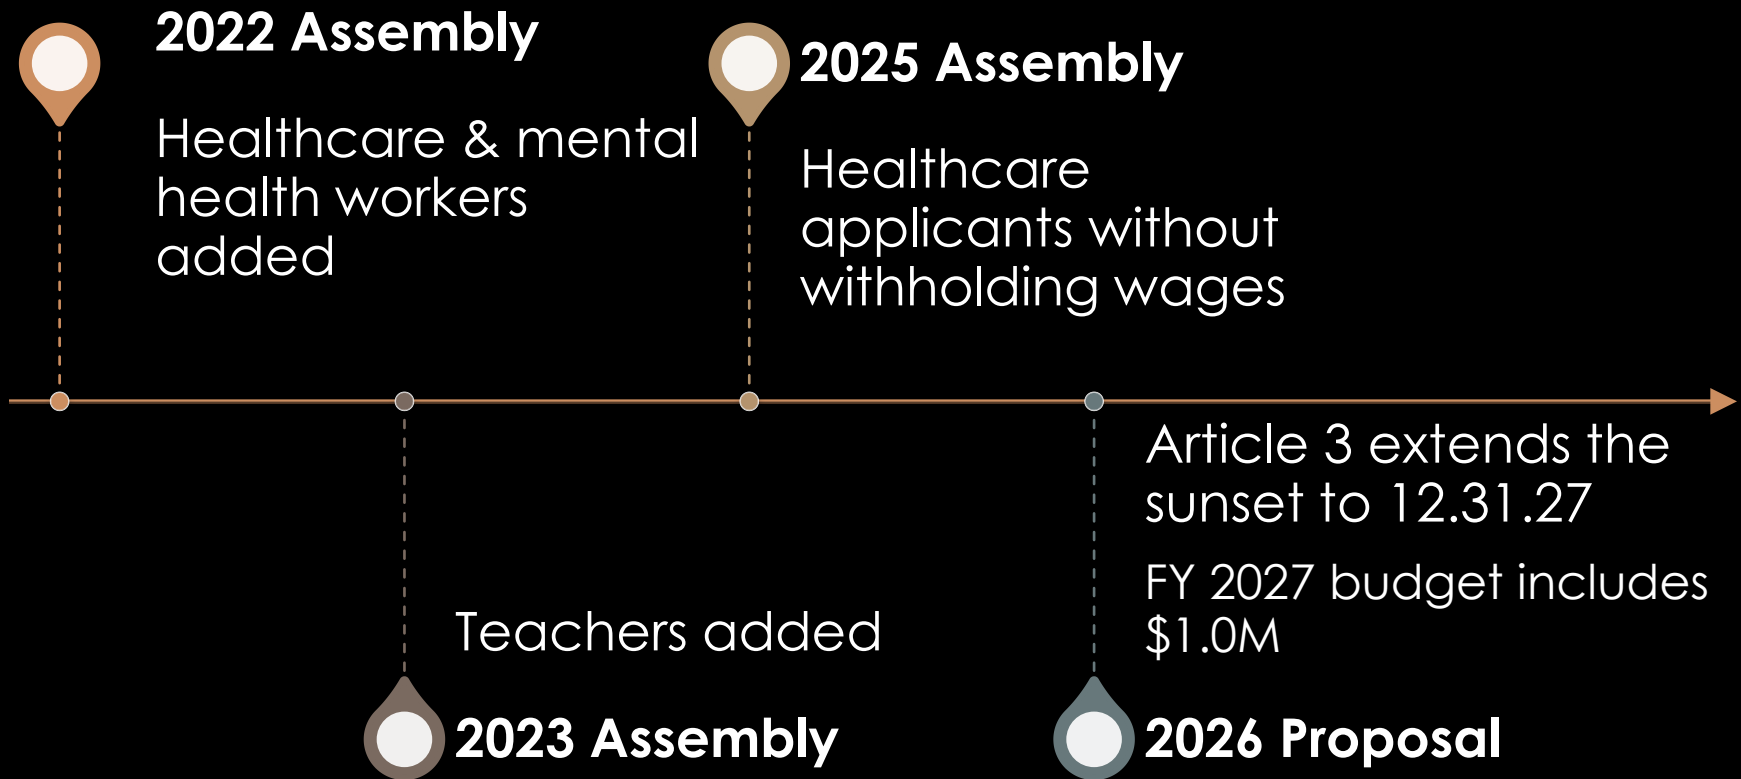 2022 Assembly
Healthcare & mental
health workers
added
2025 Assembly
Healthcare
applicants without
withholding wages
Teachers added
2023 Assembly
Article 3 extends the
sunset to 12.31.27
FY 2027 budget includes
$1.0M
2026 Proposal